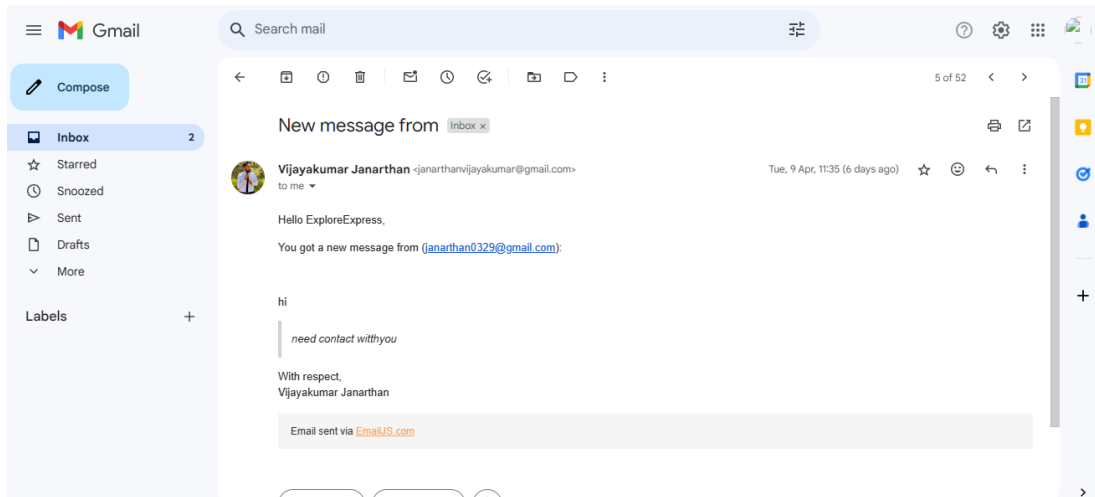 Gmail
Search mail
Compose
5 of 52
Inbox 2
Starred
Snoozed
Sent
Drafts
More
Labels
New message from Inbox x
Vijayakumar Janarthan <janarthanvijayakumar@gmail.com> Tue, 9 Apr, 11:35 (6 days ago)
to me
Hello ExploreExpress,
You got a new message from (janarthan0329@gmail.com):
hi
need contact witthyou
With respect,
Vijayakumar Janarthan
Email sent via EmailJS.com
31